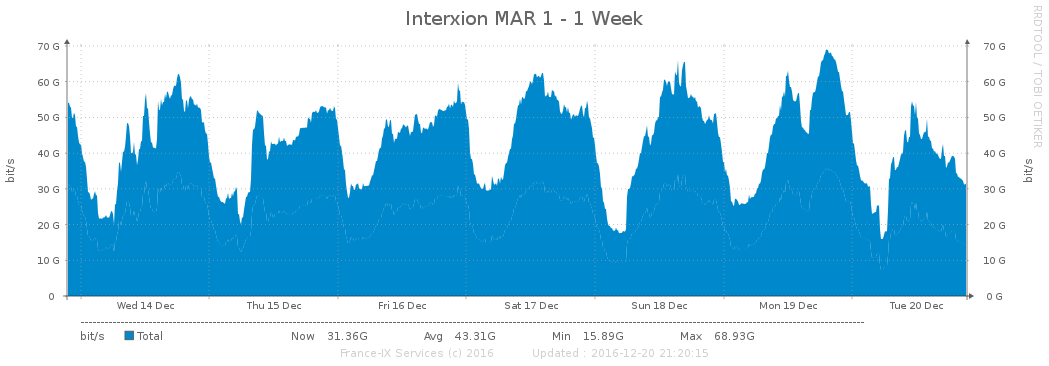 Interxion MAR 1 - 1 Week
RRDTOOL / TOBI OETIKER
bit/s
bit/s
70 G 70 G
60 G 60 G
50 G 50 G
40 G 40 G
30 G 30 G
20 G 20 G
10 G 10 G
0 0 G
Wed 14 Dec Thu 15 Dec Fri 16 Dec Sat 17 Dec Sun 18 Dec Mon 19 Dec Tue 20 Dec
bit/s Total Now 31.36G Avg 43.31G Min 15.89G Max 68.93G
France-IX Services (c) 2016 Updated : 2016-12-20 21:20:15